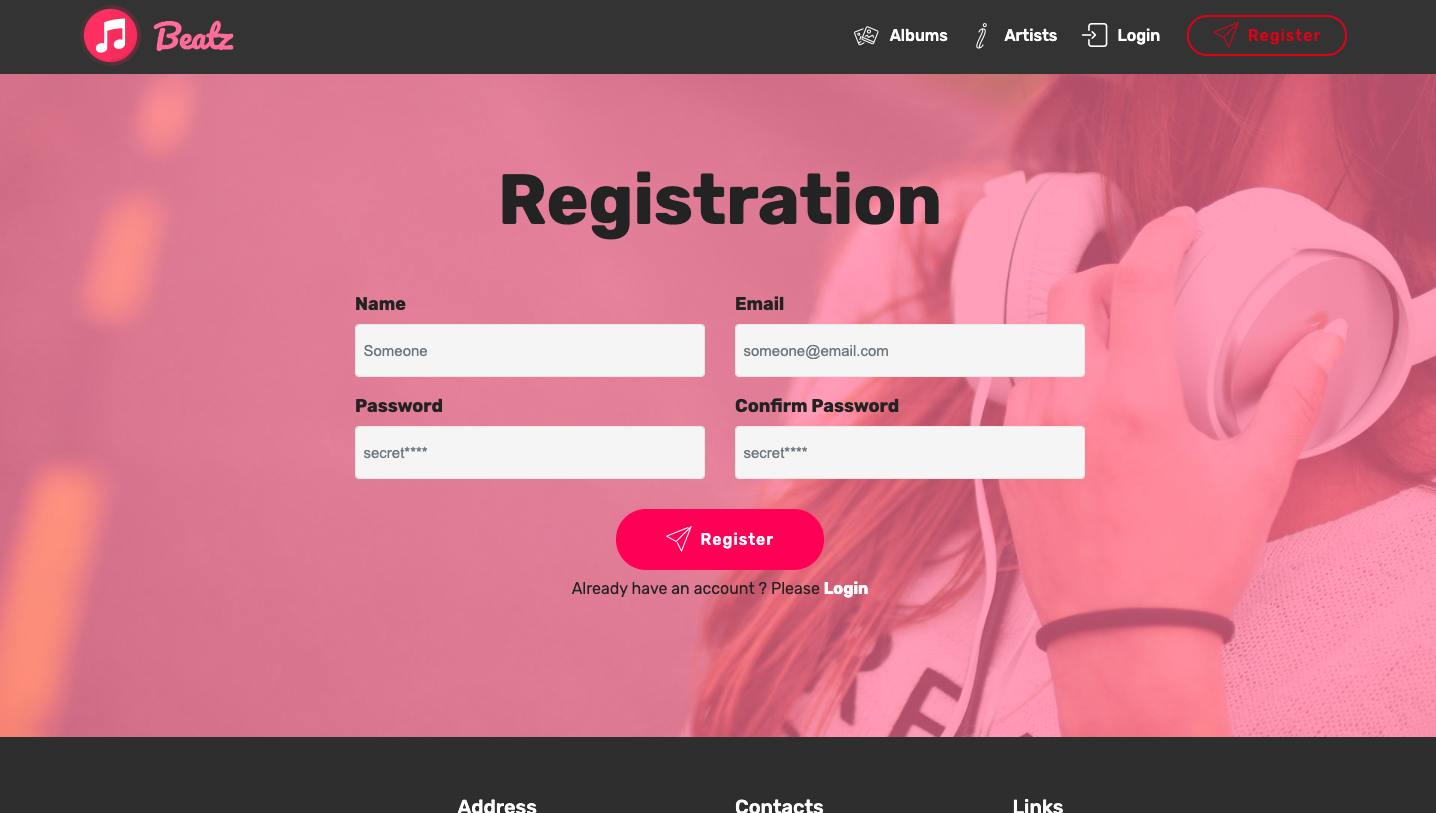 Beatz
Albums
Artists
Login
Register
Registration
Name
Email
Someone
someone@email.com
Password
Confirm Password
secret****
secret****
Register
Already have an account ? Please Login
Address
Contacts
Links